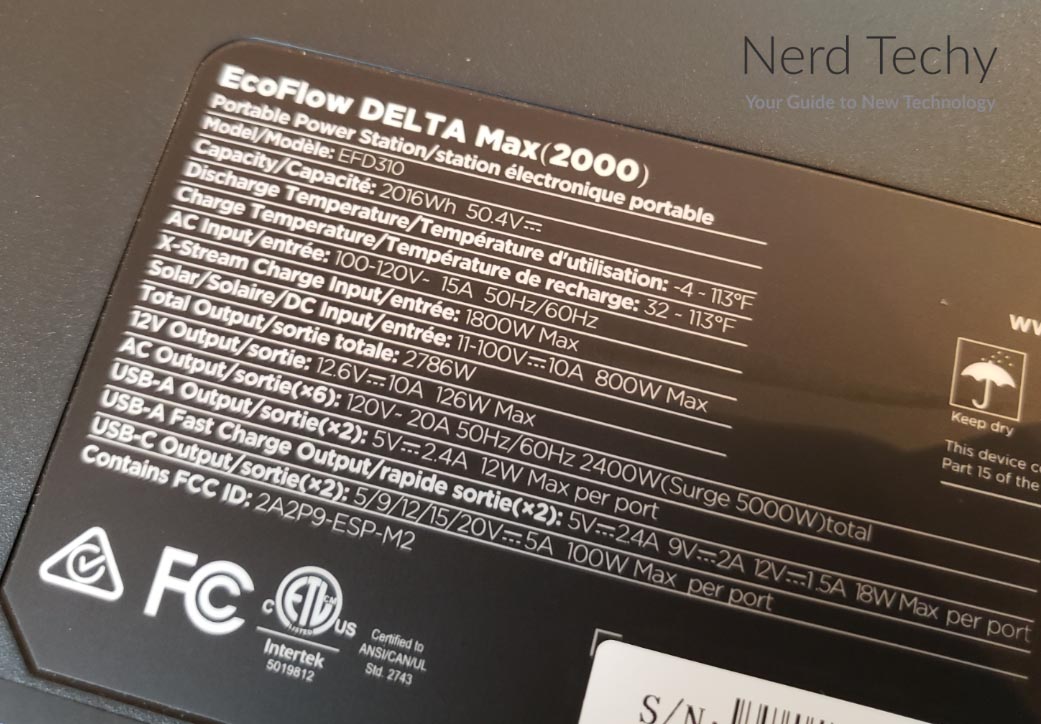 Nerd Techy
Your Guide to New Technology
EcoFlow DELTA Max(2000)
Portable Power Station/station électronique portable
Model/Modèle: EFD310
Capacity/Capacité: 2016Wh 50.4V⎓
Discharge Temperature/Température d'utilisation: -4 - 113°F
Charge Temperature/Température de recharge: 32 - 113°F
AC Input/entrée: 100-120V~ 15A 50Hz/60Hz
X-Stream Charge Input/entrée: 1800W Max
Solar/Solaire/DC Input/entrée: 11-100V⎓10A 800W Max
Total Output/sortie totale: 2786W
12V Output/sortie: 12.6V⎓10A 126W Max
AC Output/sortie(×6): 120V~ 20A 50Hz/60Hz 2400W(Surge 5000W)total
USB-A Output/sortie(×2): 5V⎓2.4A 12W Max per port
USB-A Fast Charge Output/rapide sortie(×2): 5V⎓2.4A 9V⎓2A 12V⎓1.5A 18W Max per port
USB-C Output/sortie(×2): 5/9/12/15/20V⎓5A 100W Max per port
Contains FCC ID: 2A2P9-ESP-M2
FC
C ETL CM US
LISTED
Intertek
5019812
Certified to
ANSI/CAN/UL
Std. 2743
Keep dry
This device
Part 15 of the
S/N.